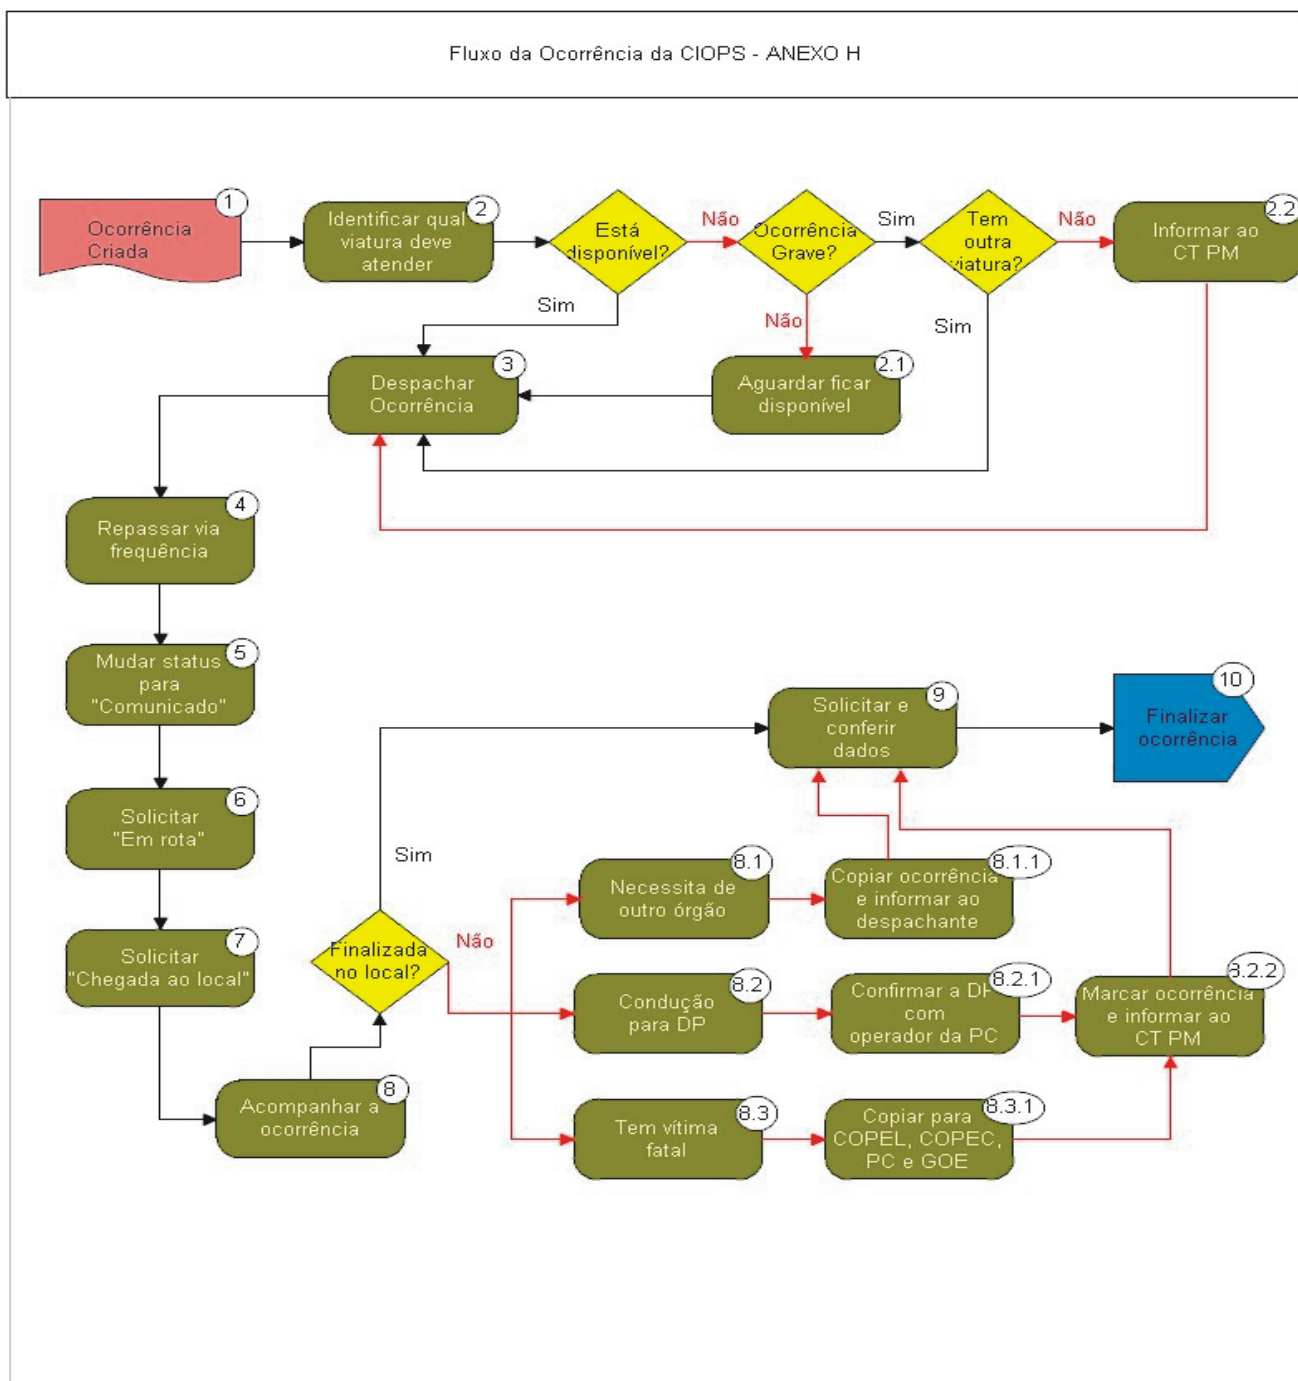 Fluxo da Ocorrência da CIOPS - ANEXO H
1
Ocorrência
Criada
2
Identificar qual
viatura deve
atender
Está
disponível?
Não
Ocorrência
Grave?
Sim
Tem
outra
viatura?
Não
2.2
Informar ao
CT PM
Sim
Não
Sim
3
Despachar
Ocorrência
2.1
Aguardar ficar
disponível
4
Repassar via
frequência
5
Mudar status
para
"Comunicado"
6
Solicitar
"Em rota"
7
Solicitar
"Chegada ao local"
8
Acompanhar a
ocorrência
Finalizada
no local?
Sim
Não
9
Solicitar e
conferir
dados
10
Finalizar
ocorrência
8.1
Necessita de
outro órgão
8.1.1
Copiar ocorrência
e informar ao
despachante
8.2
Condução
para DP
8.2.1
Confirmar a DP
com
operador da PC
8.2.2
Marcar ocorrência
e informar ao
CT PM
8.3
Tem vítima
fatal
8.3.1
Copiar para
COPEL, COPEC,
PC e GOE